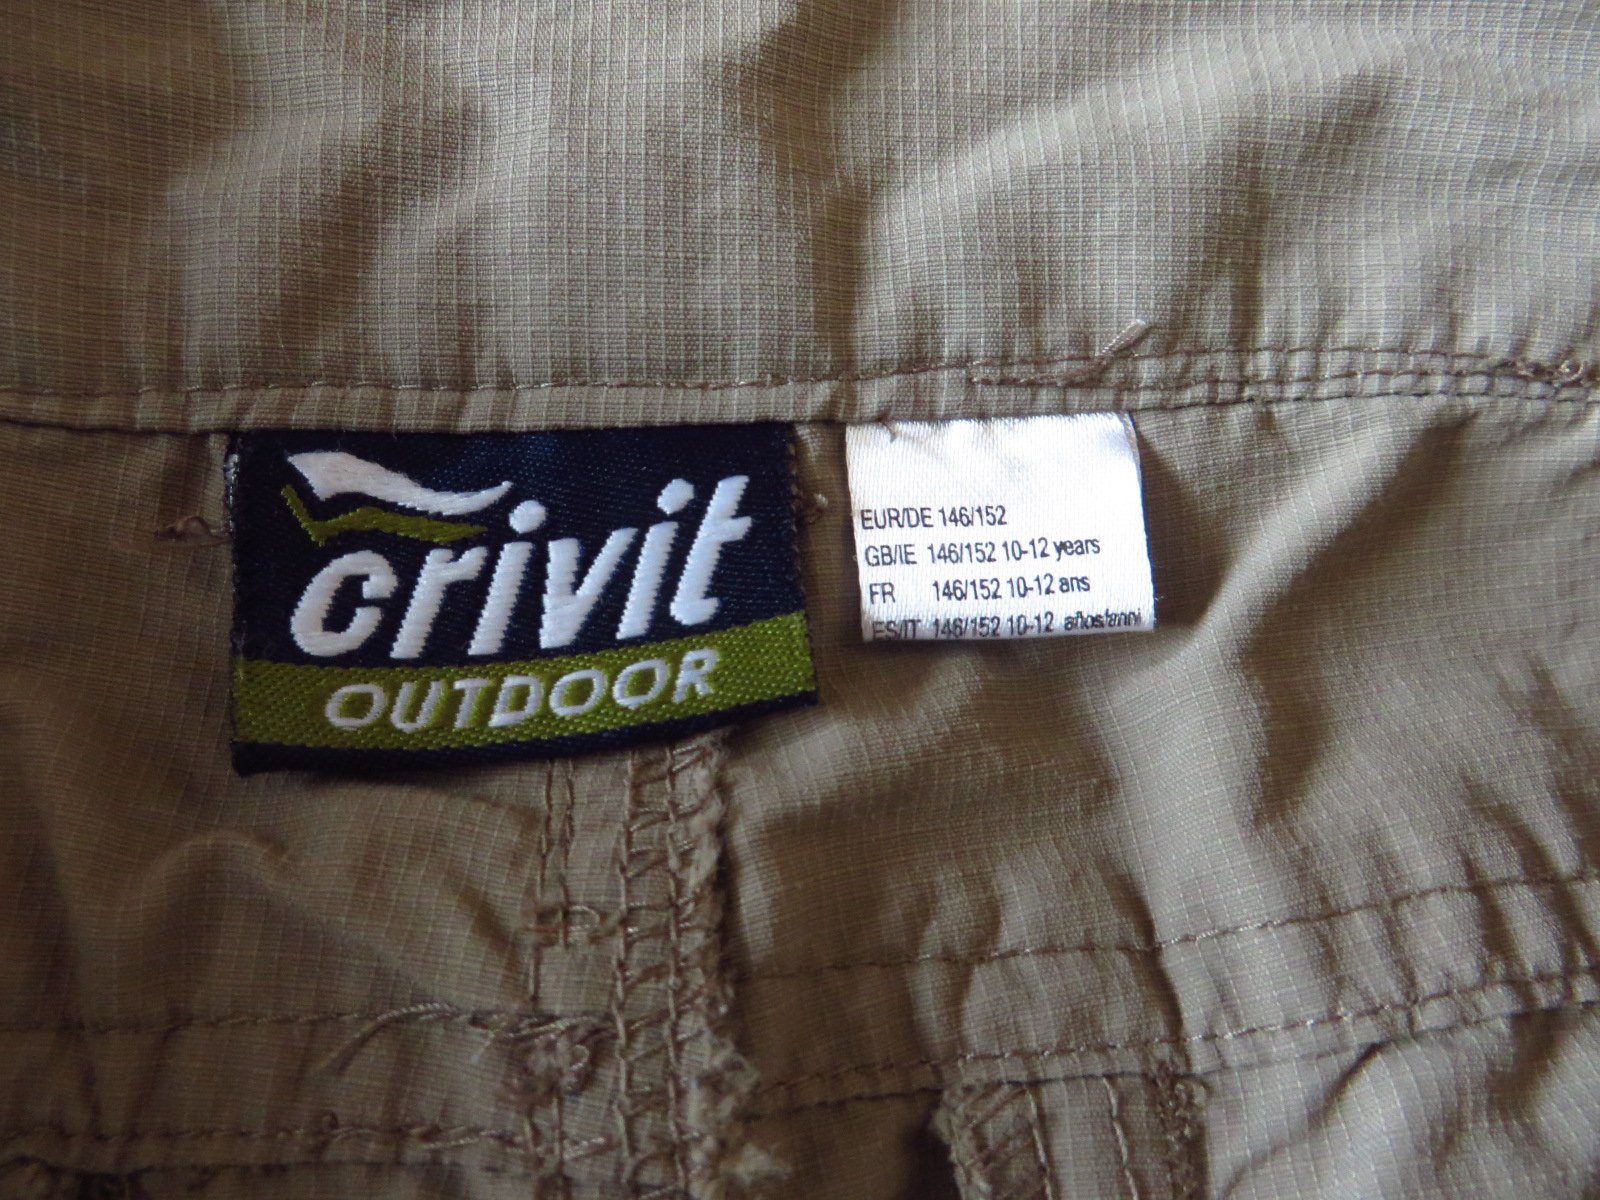 crivit
OUTDOOR
EUR/DE 146/152
GB/IE 146/152 10-12 years
FR 146/152 10-12 ans
ES/IT 146/152 10-12 años/anni